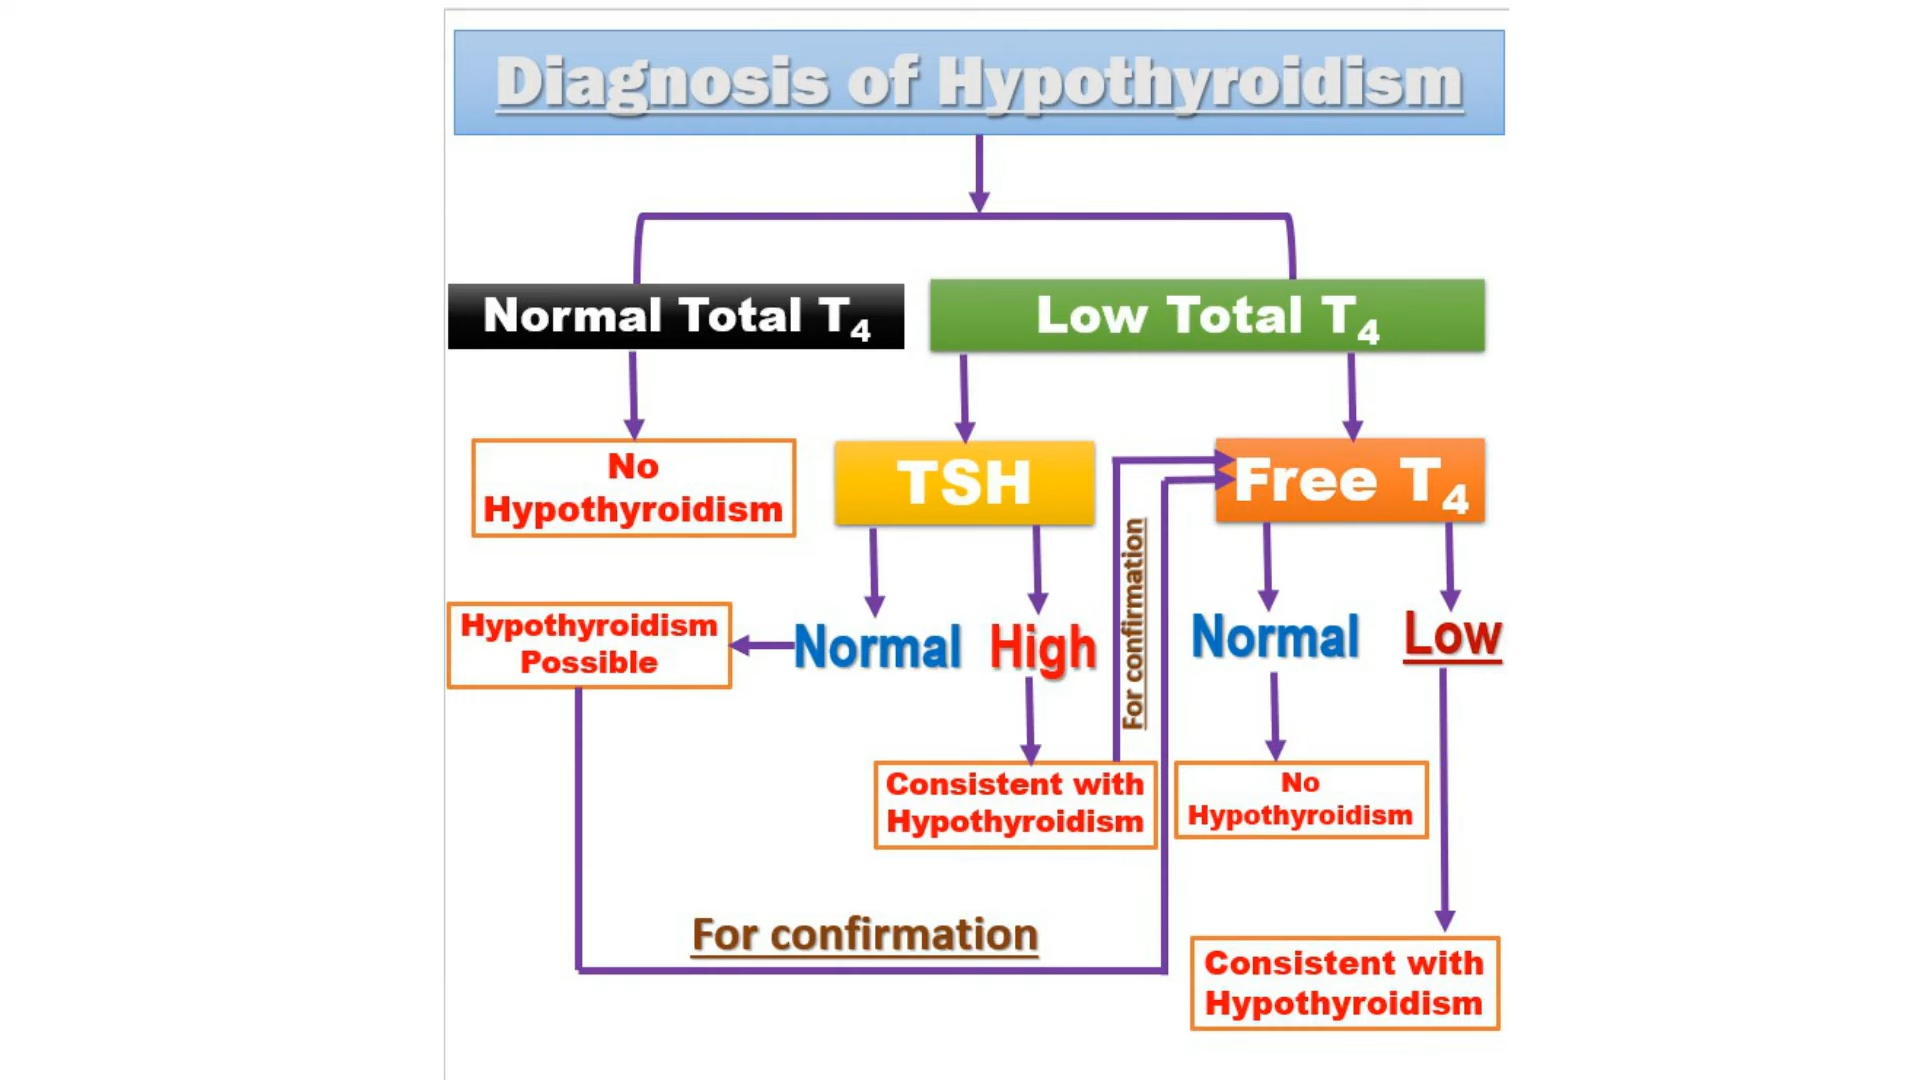 Diagnosis of Hypothyroidism
Normal Total T4
Low Total T4
No
Hypothyroidism
TSH
Free T4
Hypothyroidism
Possible
Normal
High
For confirmation
Normal
Low
Consistent with
Hypothyroidism
No
Hypothyroidism
For confirmation
Consistent with
Hypothyroidism